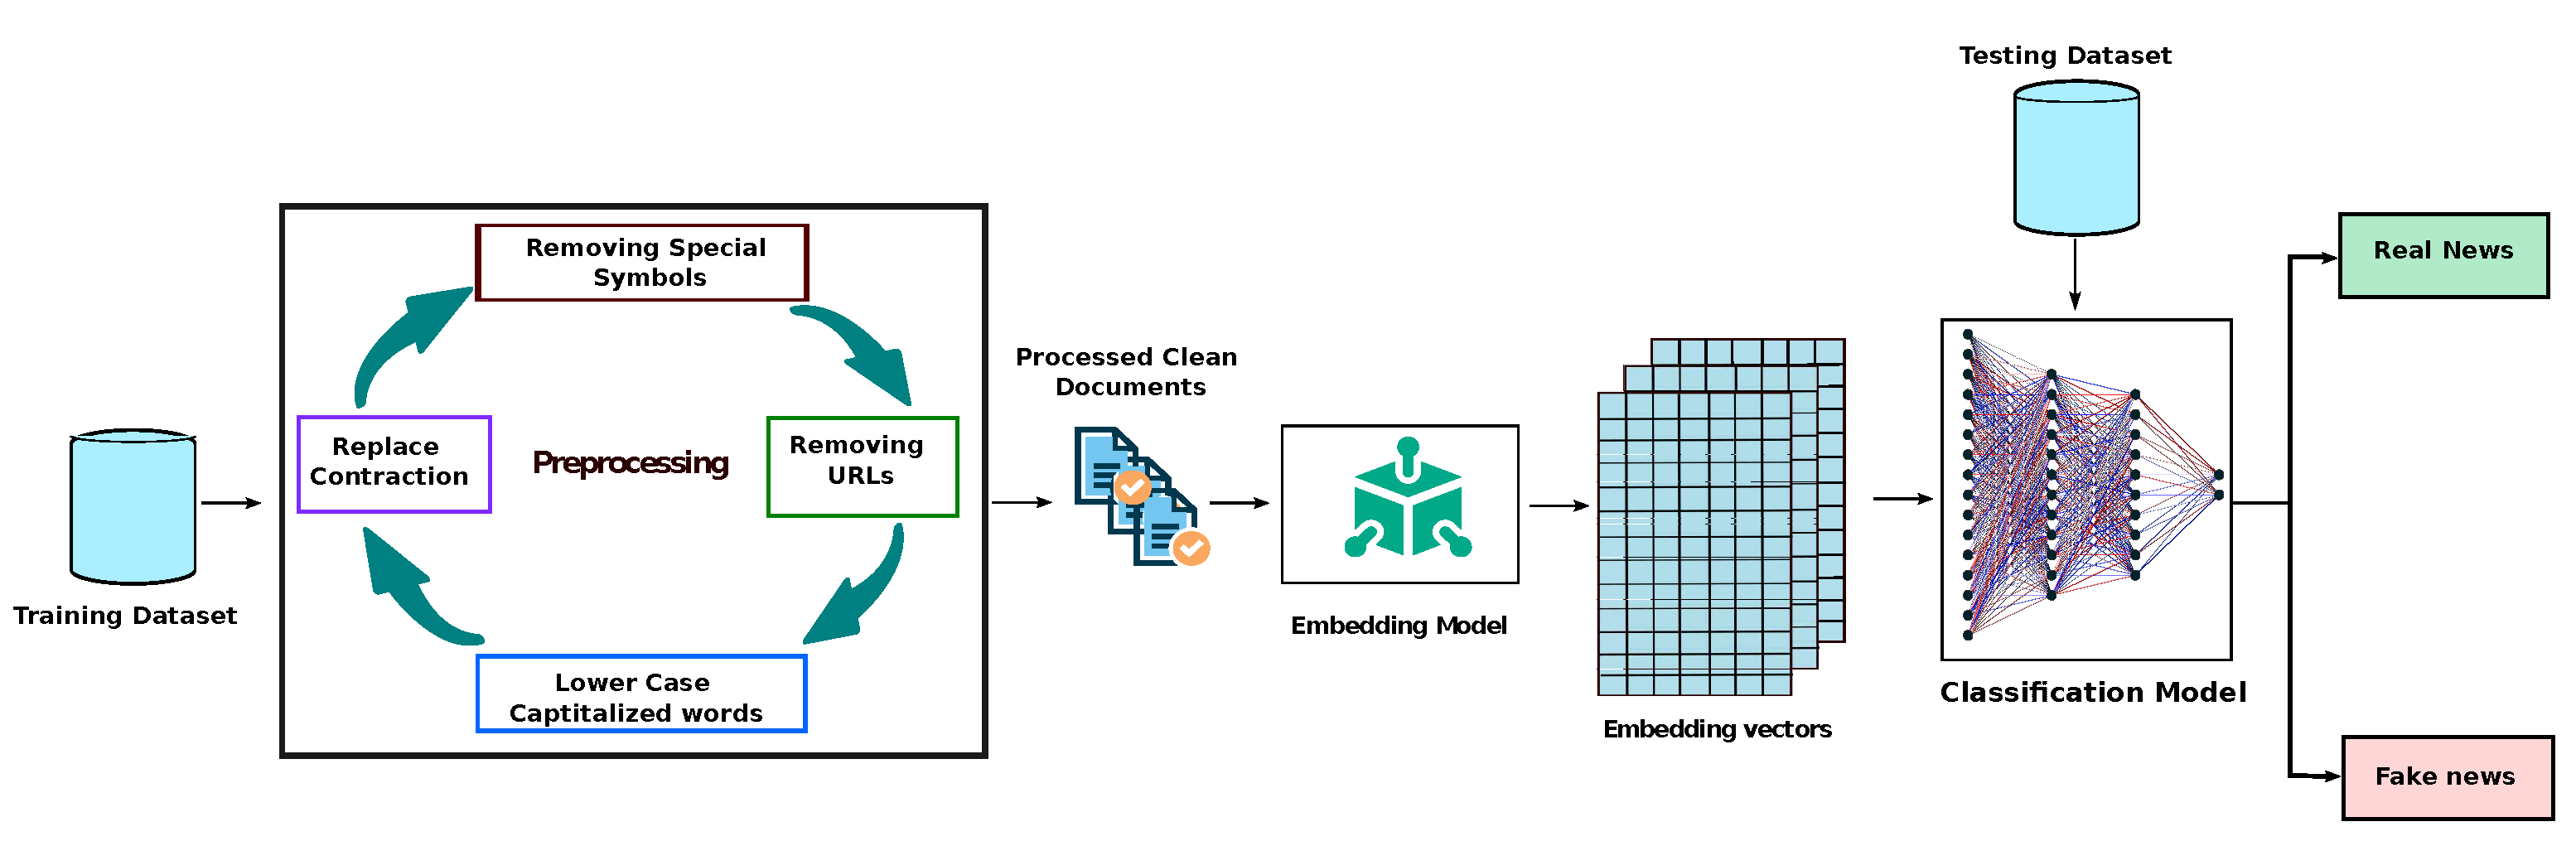 Testing Dataset
Removing Special
Symbols
Real News
Processed Clean
Documents
Replace
Contraction
Preprocessing
Removing
URLs
Training Dataset
Embedding Model
Lower Case
Captitalized words
Embedding vectors
Classification Model
Fake news